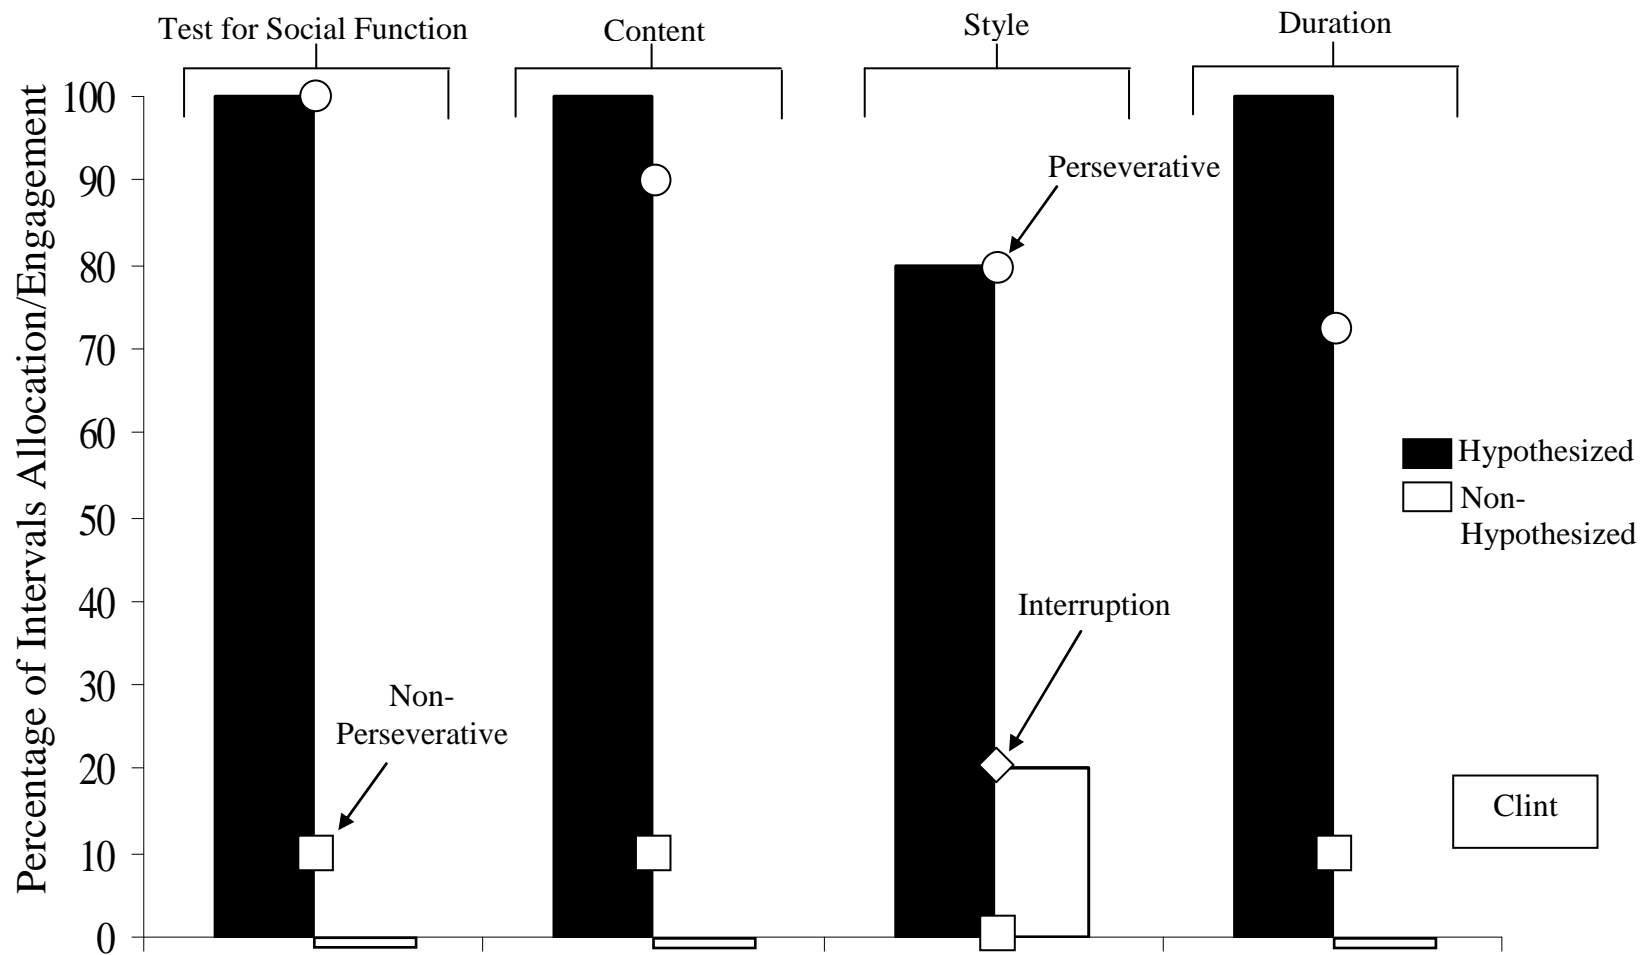 Test for Social Function
Content
Style
Duration
Percentage of Intervals Allocation/Engagement
100
90
80
70
60
50
40
30
20
10
0
Perseverative
Hypothesized
Non-
Hypothesized
Interruption
Non-
Perseverative
Clint